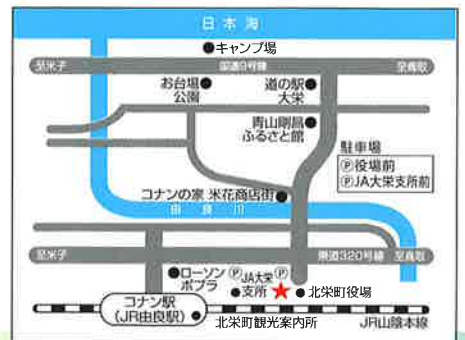 日本海
キャンプ場
至米子
国道9号線
至鳥取
お台場
公園
道の駅
大栄
青山剛昌
ふるさと館
駐車場
Ⓟ役場前
ⓅJA大栄支所前
コナンの家 米花商店街
由良川
至米子
県道320号線
至鳥取
ローソン
ポプラ
Ⓟ
JA大栄
支所
Ⓟ
北栄町役場
コナン駅
(JR由良駅)
北栄町観光案内所
JR山陰本線